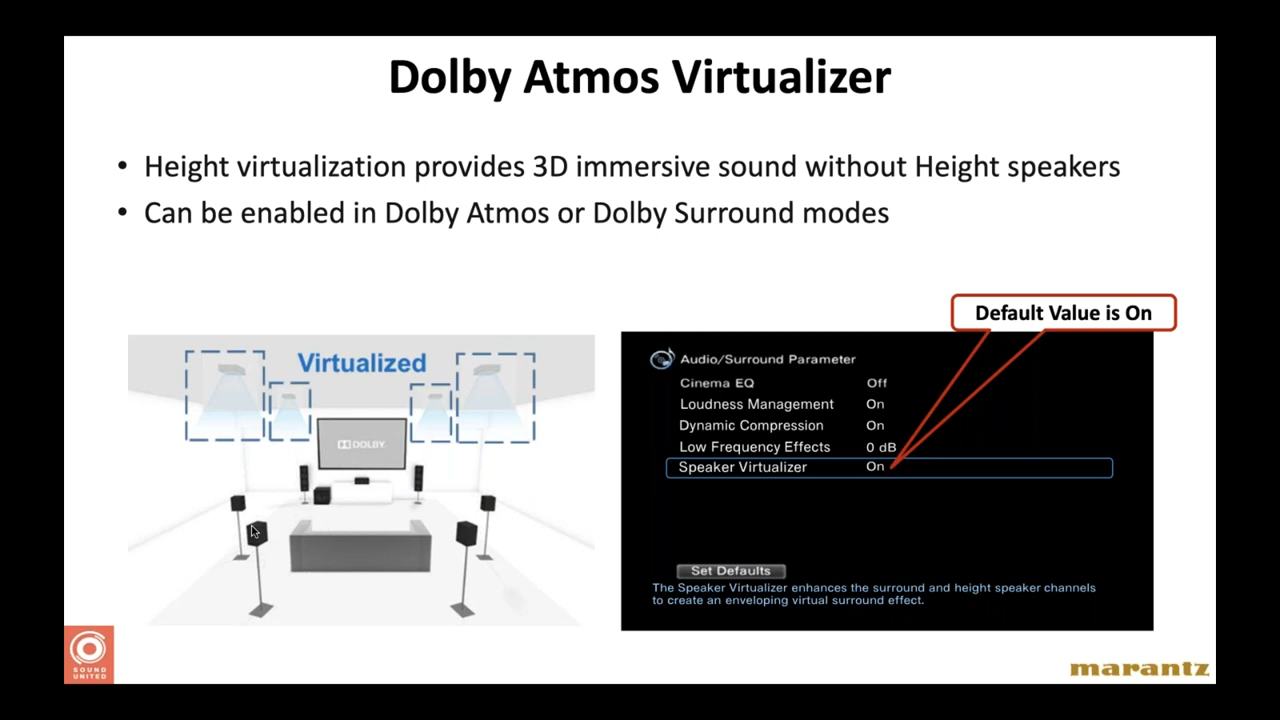 Dolby Atmos Virtualizer
• Height virtualization provides 3D immersive sound without Height speakers
• Can be enabled in Dolby Atmos or Dolby Surround modes
Default Value is On
Virtualized
DOLBY
Audio/Surround Parameter
Cinema EQ Off
Loudness Management On
Dynamic Compression On
Low Frequency Effects 0 dB
Speaker Virtualizer On
Set Defaults
The Speaker Virtualizer enhances the surround and height speaker channels
to create an enveloping virtual surround effect.
SOUND
UNITED
marantz